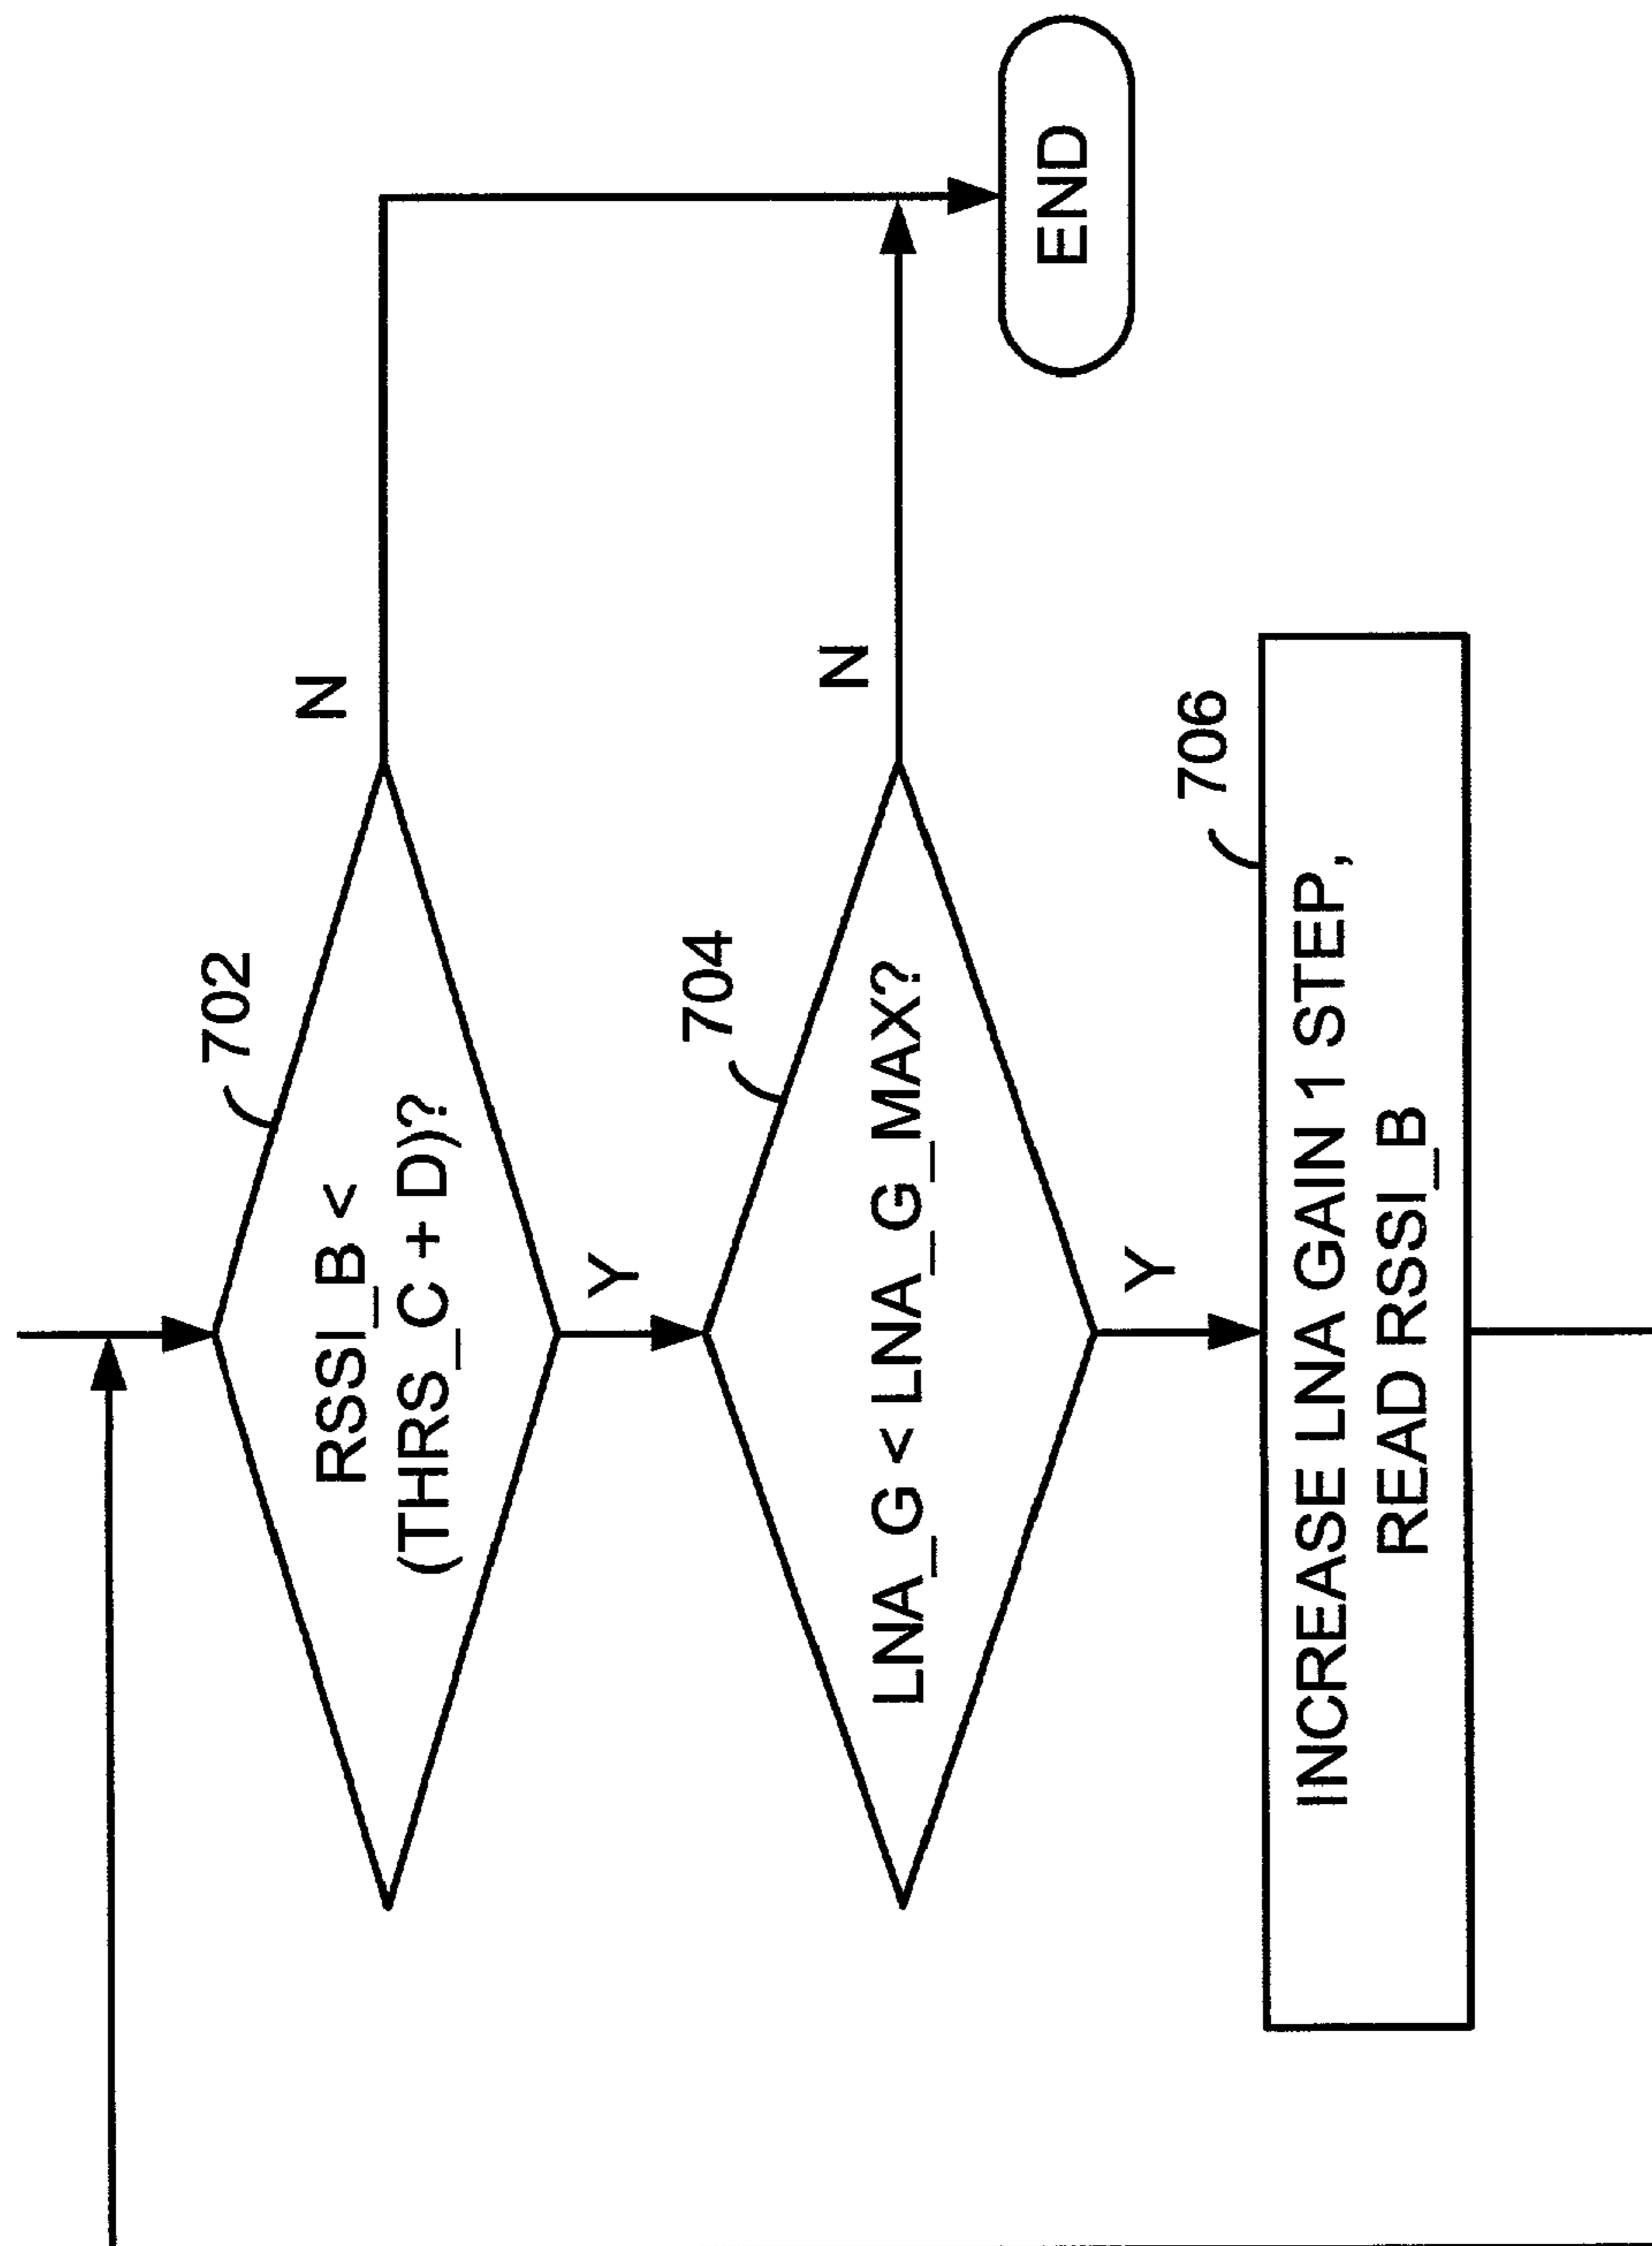 702
RSSI_B <
(THRS_C + D)?
N
Y
704
LNA_G < LNA_G_MAX?
N
Y
END
706
INCREASE LNA GAIN 1 STEP,
READ RSSI_B